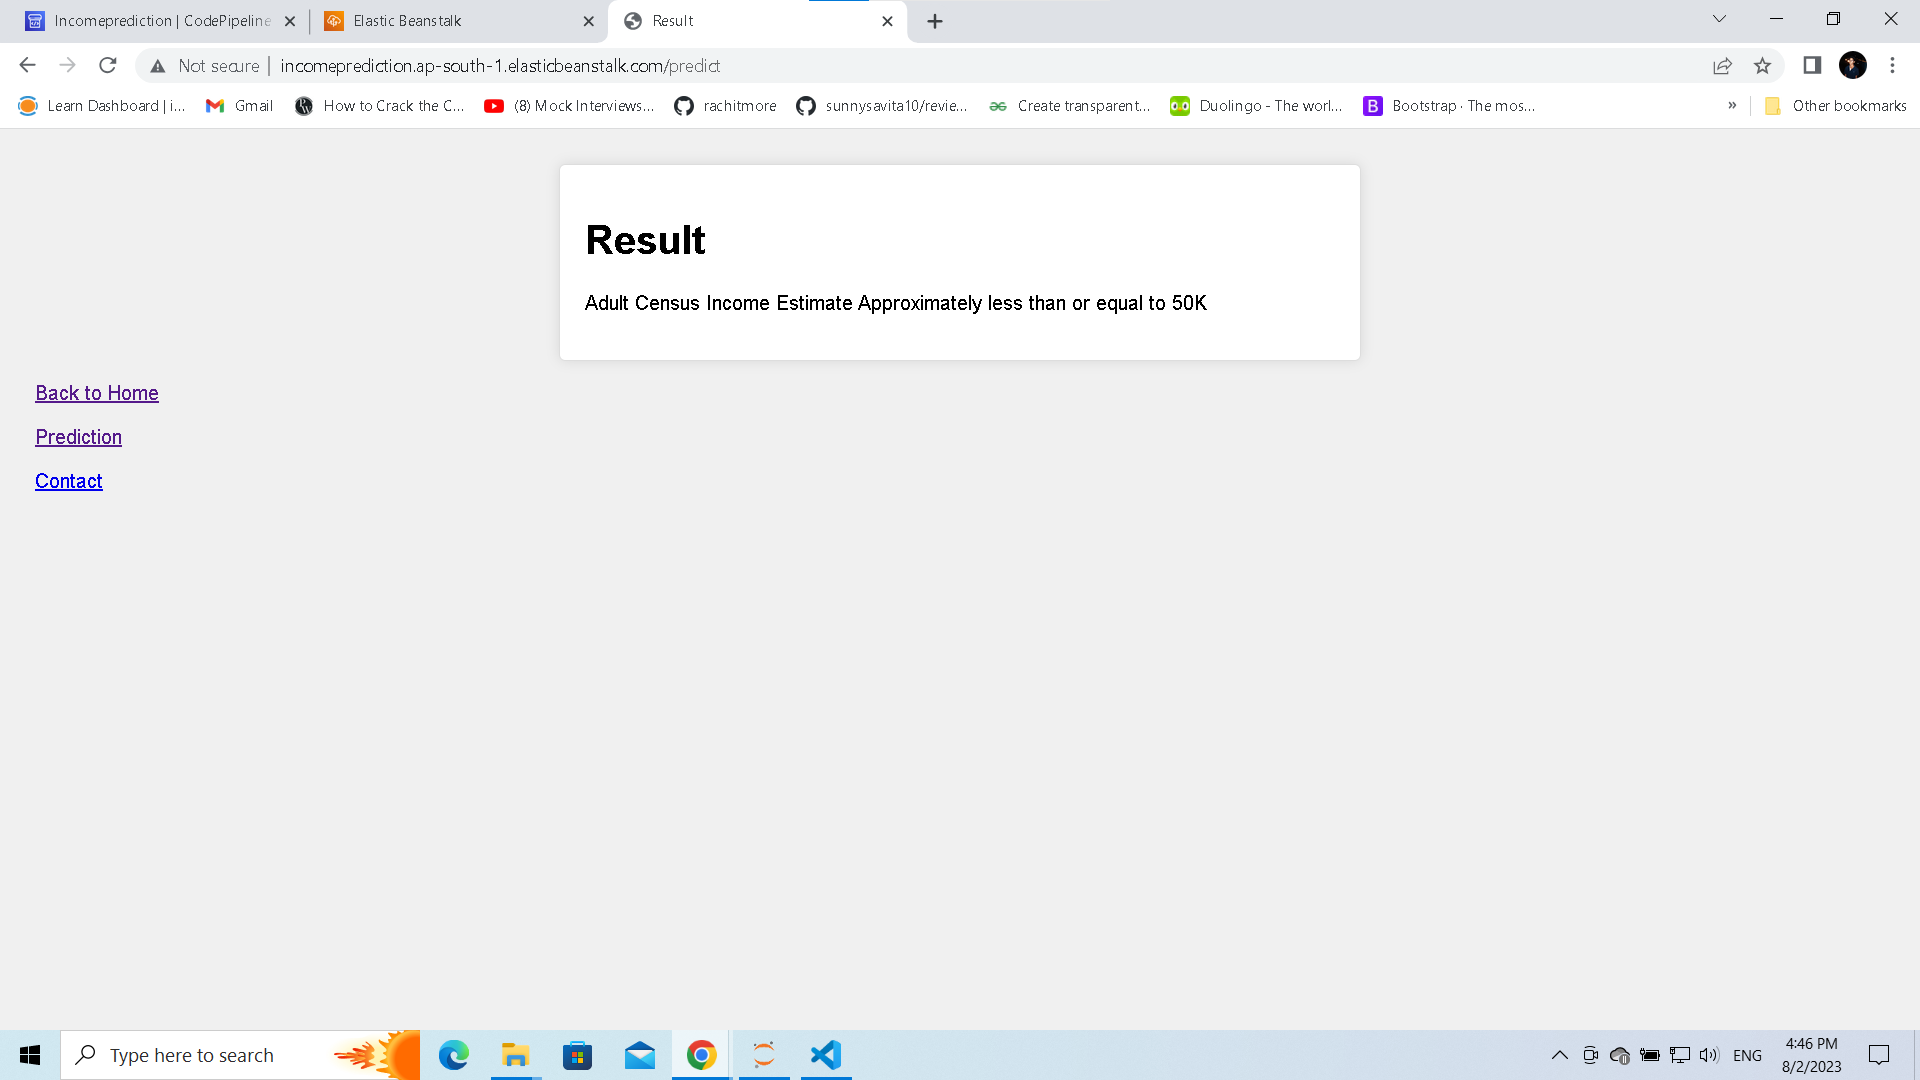 Incomeprediction | CodePipeline
Elastic Beanstalk
Result
Not secure
incomeprediction.ap-south-1.elasticbeanstalk.com/predict
Learn Dashboard | i...
Gmail
How to Crack the C...
(8) Mock Interviews...
rachitmore
sunnysavita10/revie...
Create transparent...
Duolingo - The worl...
Bootstrap · The mos...
»
Other bookmarks
Result
Adult Census Income Estimate Approximately less than or equal to 50K
Back to Home
Prediction
Contact
Type here to search
ENG
4:46 PM
8/2/2023